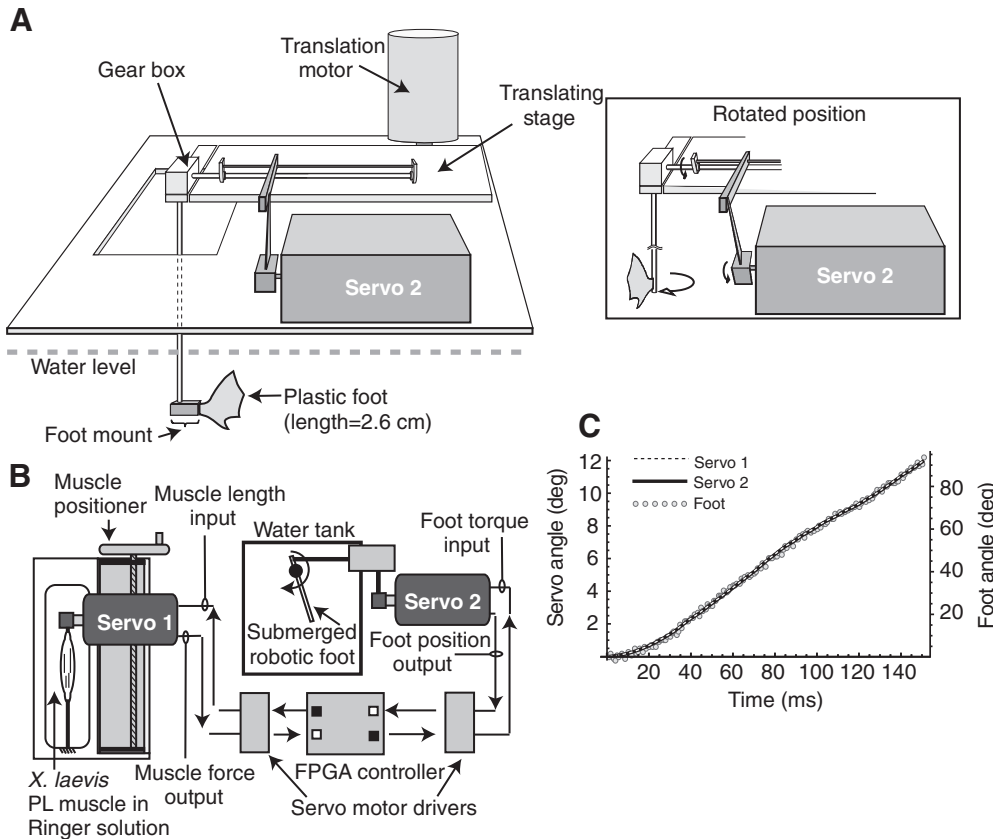 A
Translation
motor
Gear box
Translating
stage
Servo 2
Water level
Plastic foot
(length=2.6 cm)
Foot mount
Rotated position
Servo 2
B
Muscle
positioner
Muscle length
input
Water tank
Foot torque
input
Servo 1
Servo 2
Submerged
robotic foot
Foot position
output
X. laevis
PL muscle in
Ringer solution
Muscle force
output
FPGA controller
Servo motor drivers
C
Servo 1
Servo 2
Foot
Servo angle (deg)
12
10
8
6
4
2
Foot angle (deg)
80
60
40
20
20 40 60 80 100 120 140
Time (ms)